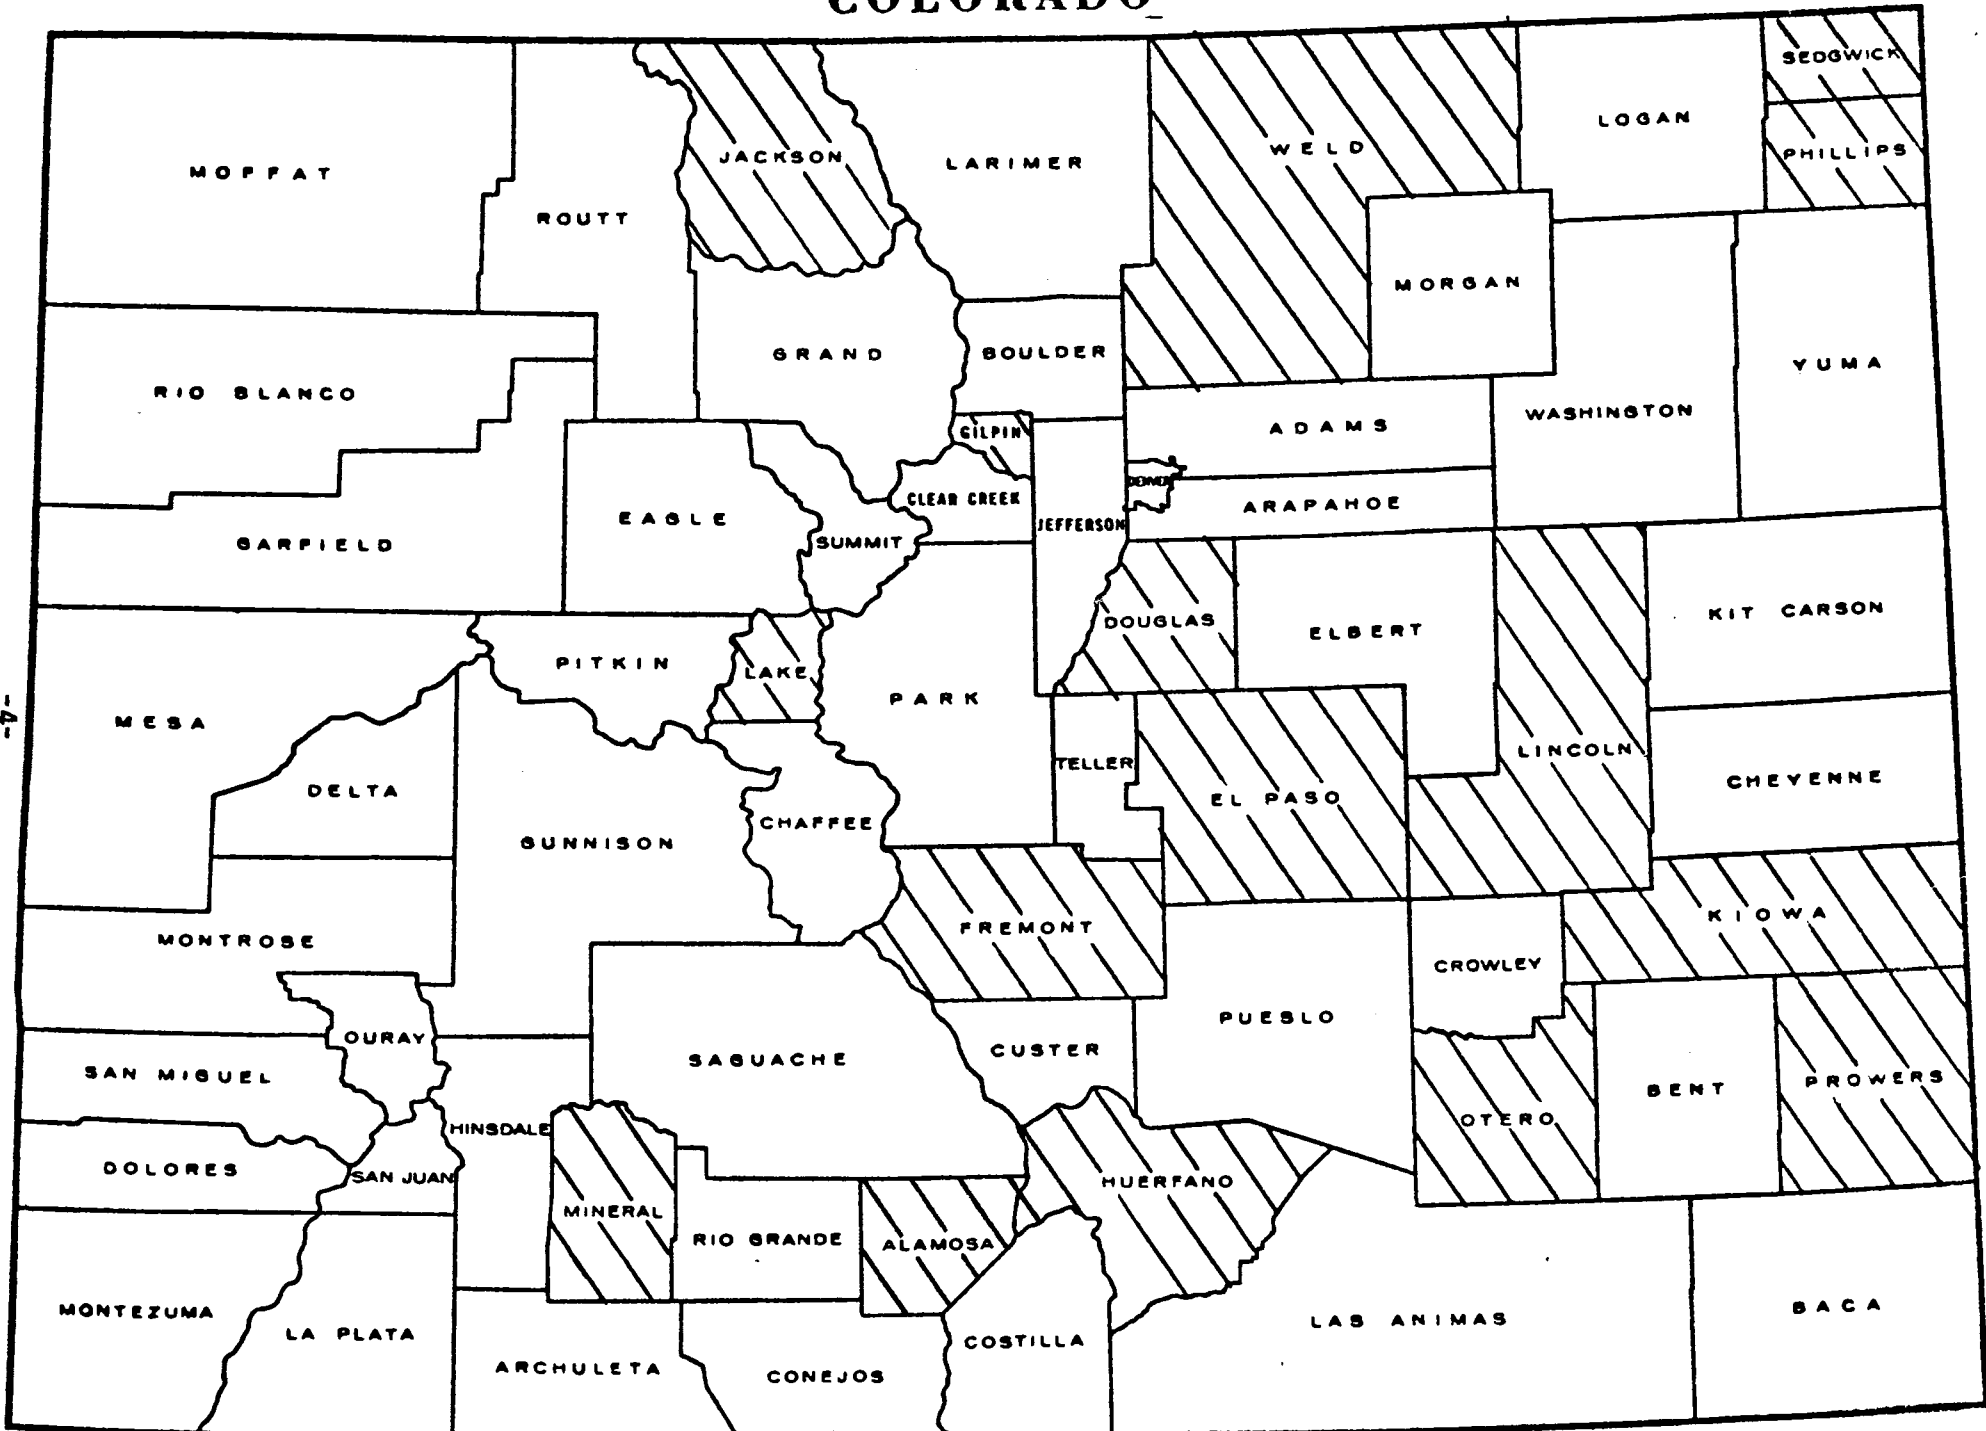 COLORADO
SEDGWICK
LOGAN
WELD
PHILLIPS
JACKSON
LARIMER
MOFFAT
ROUTT
MORGAN
GRAND
BOULDER
YUMA
RIO BLANCO
WASHINGTON
ADAMS
GILPIN
DENVER
CLEAR CREEK
ARAPAHOE
EAGLE
JEFFERSON
SUMMIT
GARFIELD
KIT CARSON
DOUGLAS
ELBERT
PITKIN
LAKE
PARK
-4-
MESA
LINCOLN
TELLER
CHEYENNE
DELTA
EL PASO
CHAFFEE
GUNNISON
KIOWA
FREMONT
MONTROSE
CROWLEY
PUEBLO
OURAY
CUSTER
SAGUACHE
SAN MIGUEL
PROWERS
BENT
OTERO
HINSDALE
DOLORES
SAN JUAN
HUERFANO
MINERAL
RIO GRANDE
ALAMOSA
MONTEZUMA
BACA
LAS ANIMAS
LA PLATA
COSTILLA
ARCHULETA
CONEJOS